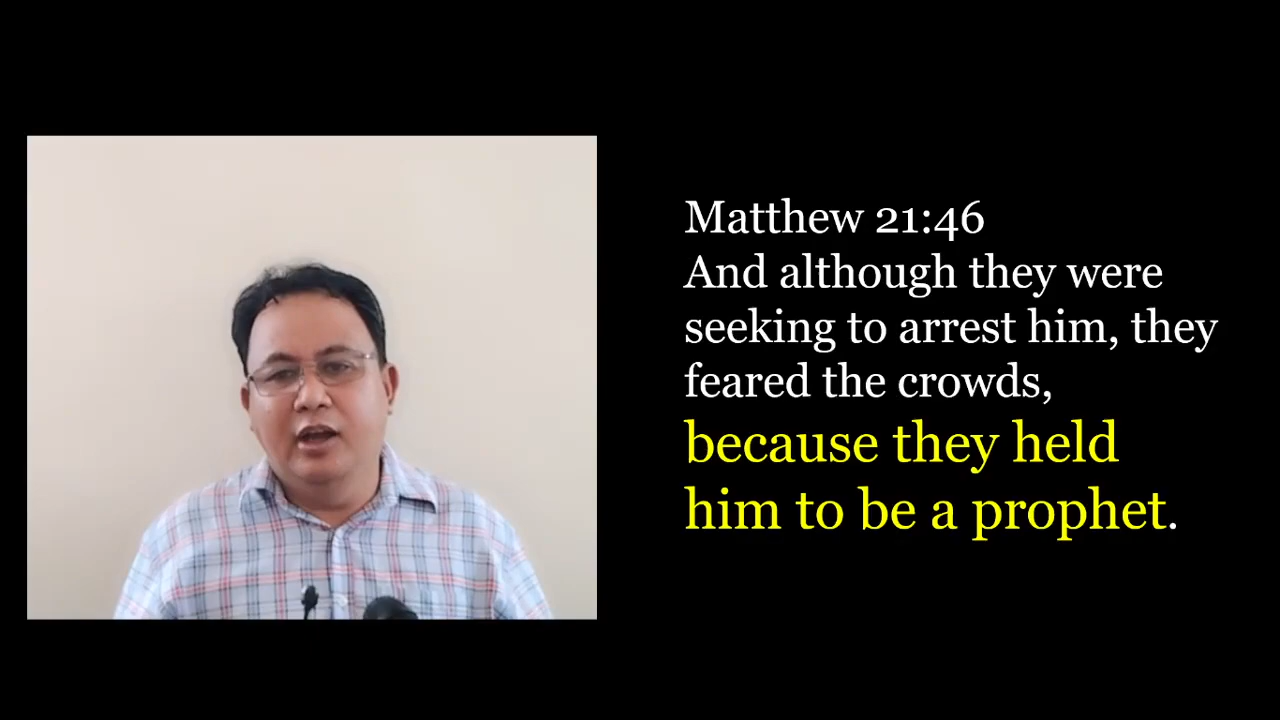 Matthew 21:46
And although they were
seeking to arrest him, they
feared the crowds,
because they held
him to be a prophet.